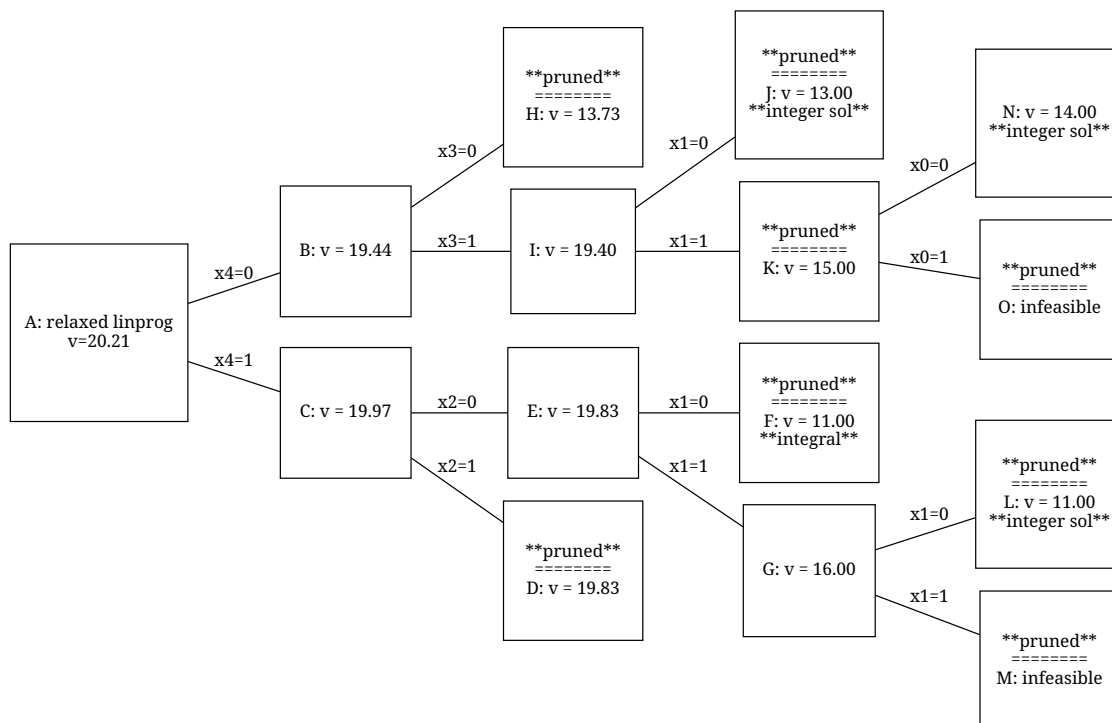 A: relaxed linprog
v=20.21
x4=0
x4=1
B: v = 19.44
C: v = 19.97
x3=0
x3=1
x2=0
x2=1
**pruned**
========
H: v = 13.73
I: v = 19.40
E: v = 19.83
**pruned**
========
D: v = 19.83
x1=0
x1=1
x1=0
x1=1
**pruned**
========
J: v = 13.00
**integer sol**
**pruned**
========
K: v = 15.00
**pruned**
========
F: v = 11.00
**integral**
G: v = 16.00
x0=0
x0=1
x1=0
x1=1
N: v = 14.00
**integer sol**
**pruned**
========
O: infeasible
**pruned**
========
L: v = 11.00
**integer sol**
**pruned**
========
M: infeasible